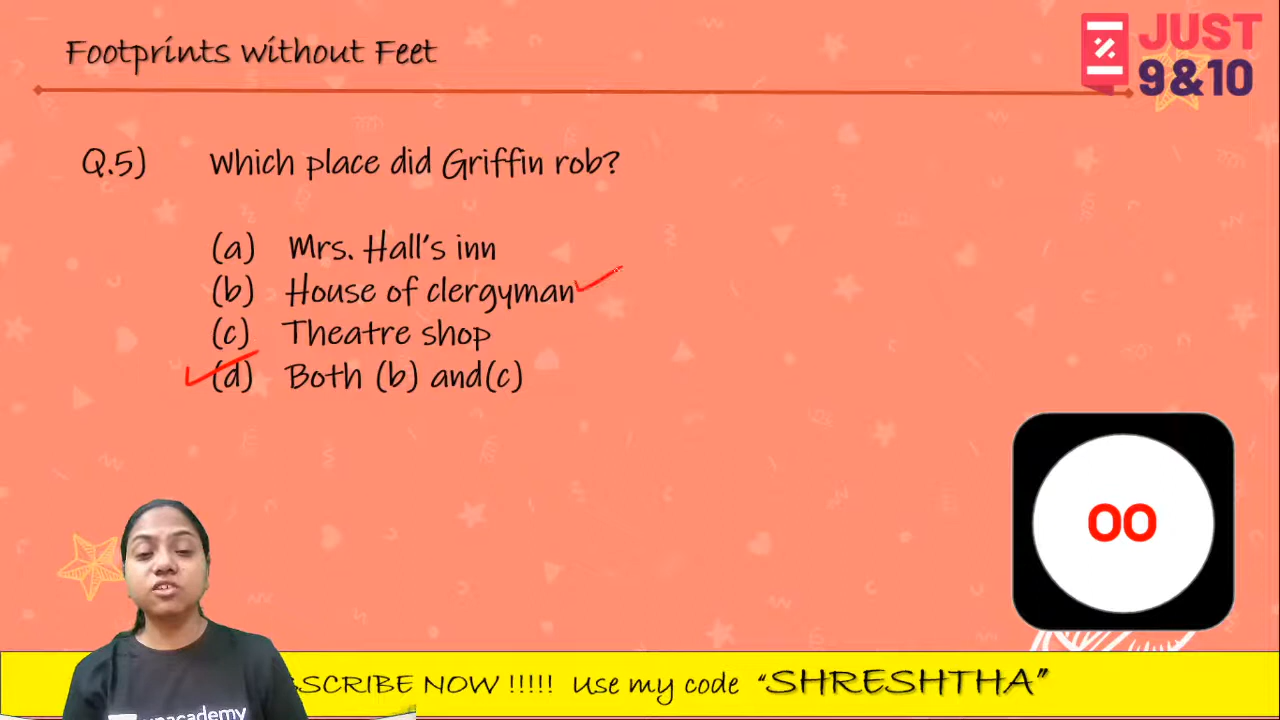 Footprints without Feet
JUST
9&10
Q.5) Which place did Griffin rob?
(a) Mrs. Hall's inn
(b) House of clergyman
(c) Theatre shop
(d) Both (b) and(c)
00
SCRIBE NOW !!!!! Use my code "SHRESHTHA"